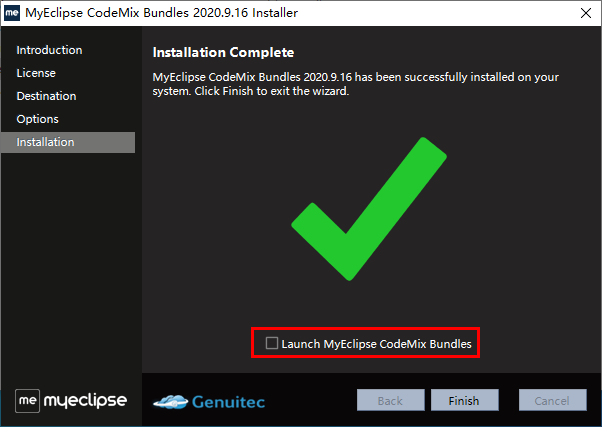 me MyEclipse CodeMix Bundles 2020.9.16 Installer
Introduction
License
Destination
Options
Installation
Installation Complete
MyEclipse CodeMix Bundles 2020.9.16 has been successfully installed on your
system. Click Finish to exit the wizard.
Launch MyEclipse CodeMix Bundles
me myeclipse
Genuitec
Back
Finish
Cancel